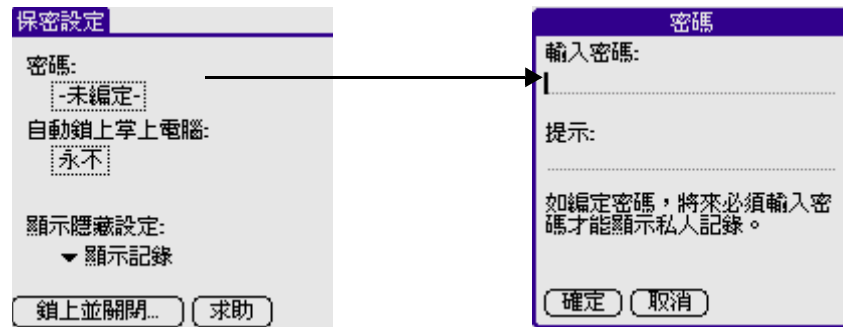 保密設定
密碼:
-未編定-
自動鎖上掌上電腦:
永不
顯示隱藏設定:
顯示記錄
鎖上並關閉...
求助
密碼
輸入密碼:
提示:
如編定密碼，將來必須輸入密
碼才能顯示私人記錄。
確定
取消